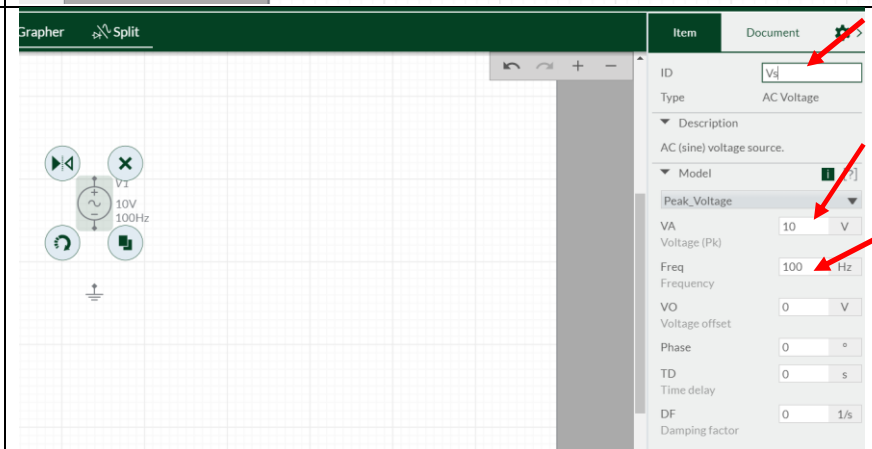 Grapher Split
Item Document
ID Vs
Type AC Voltage
Description
AC (sine) voltage source.
Model i [?]
Peak_Voltage
VA 10 V
Voltage (Pk)
Freq 100 Hz
Frequency
VO 0 V
Voltage offset
Phase 0 °
TD 0 s
Time delay
DF 0 1/s
Damping factor
V1
10V
100Hz